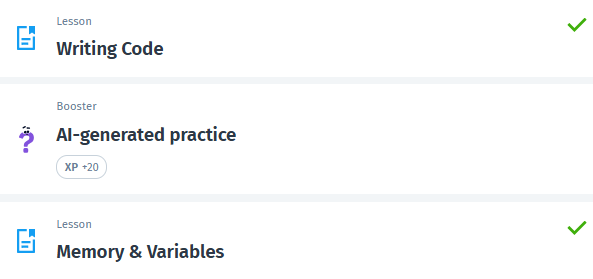 Lesson
Writing Code
Booster
AI-generated practice
XP +20
Lesson
Memory & Variables